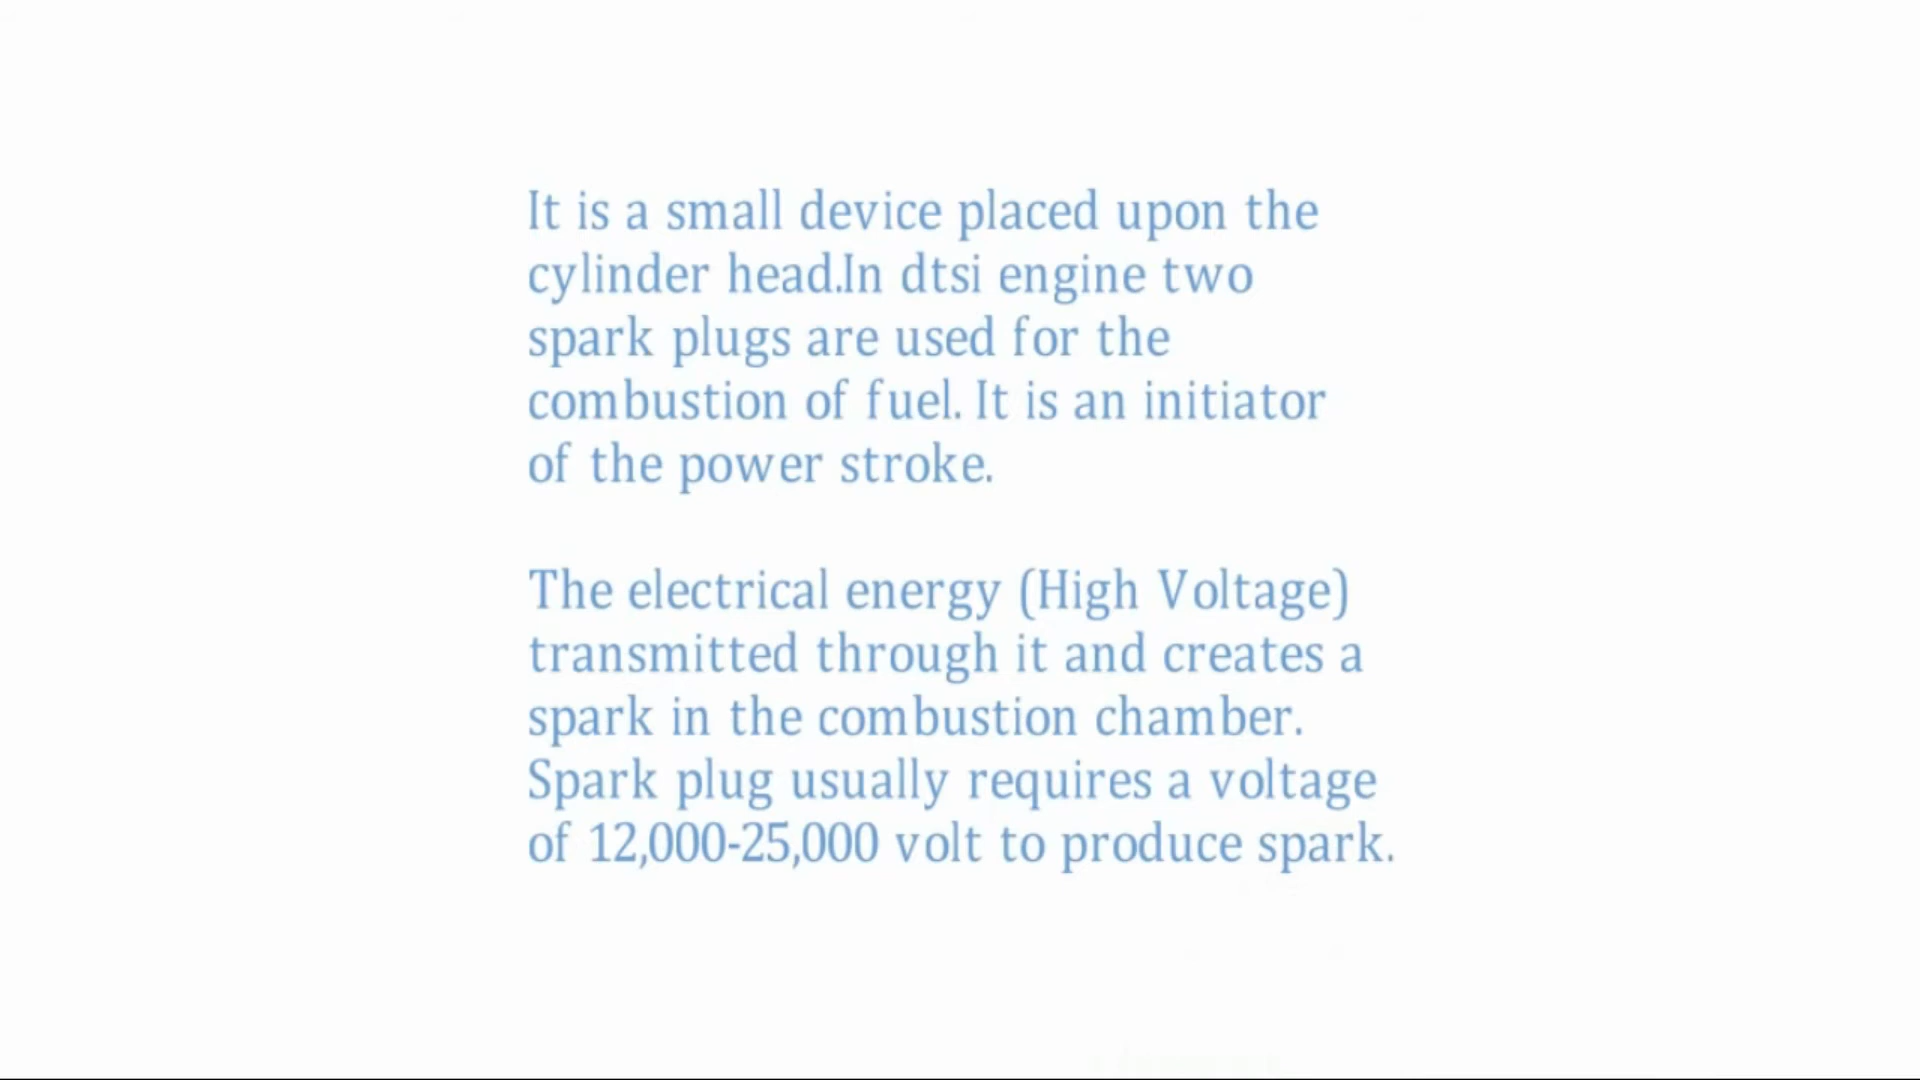 It is a small device placed upon the
cylinder head.In dtsi engine two
spark plugs are used for the
combustion of fuel. It is an initiator
of the power stroke.
The electrical energy (High Voltage)
transmitted through it and creates a
spark in the combustion chamber.
Spark plug usually requires a voltage
of 12,000-25,000 volt to produce spark.